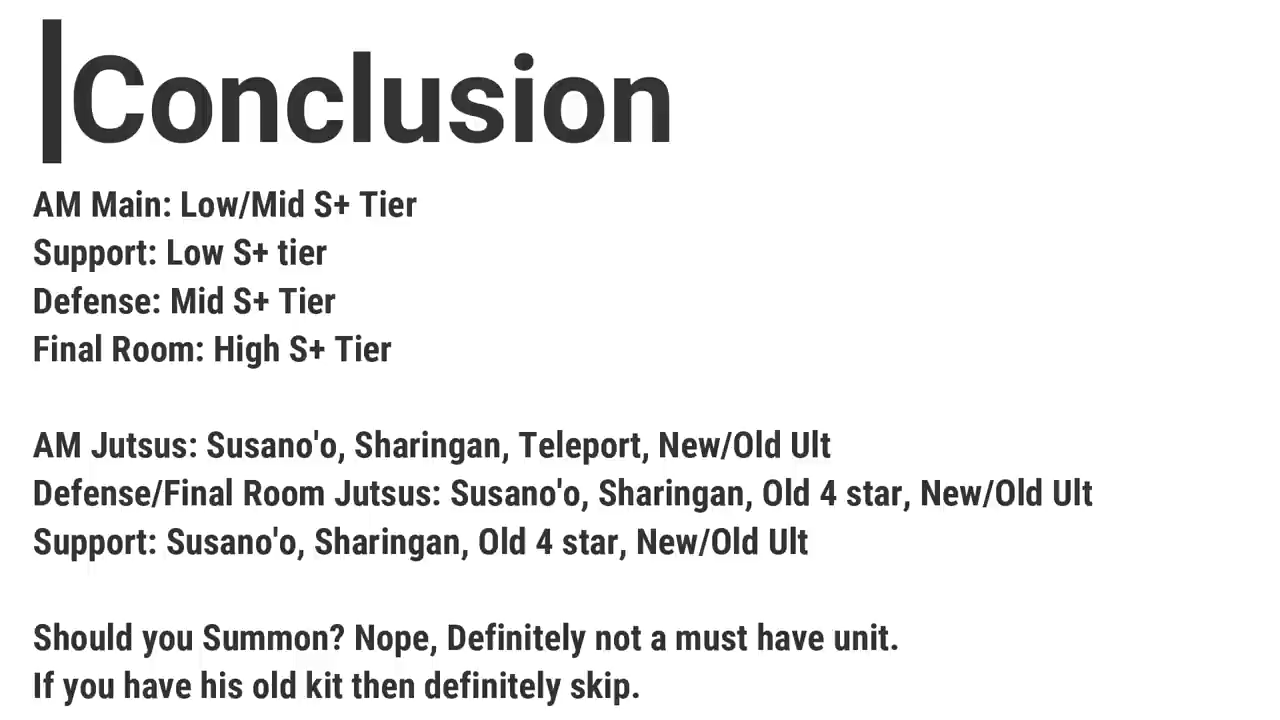 Conclusion
AM Main: Low/Mid S+ Tier
Support: Low S+ tier
Defense: Mid S+ Tier
Final Room: High S+ Tier
AM Jutsus: Susano'o, Sharingan, Teleport, New/Old Ult
Defense/Final Room Jutsus: Susano'o, Sharingan, Old 4 star, New/Old Ult
Support: Susano'o, Sharingan, Old 4 star, New/Old Ult
Should you Summon? Nope, Definitely not a must have unit.
If you have his old kit then definitely skip.